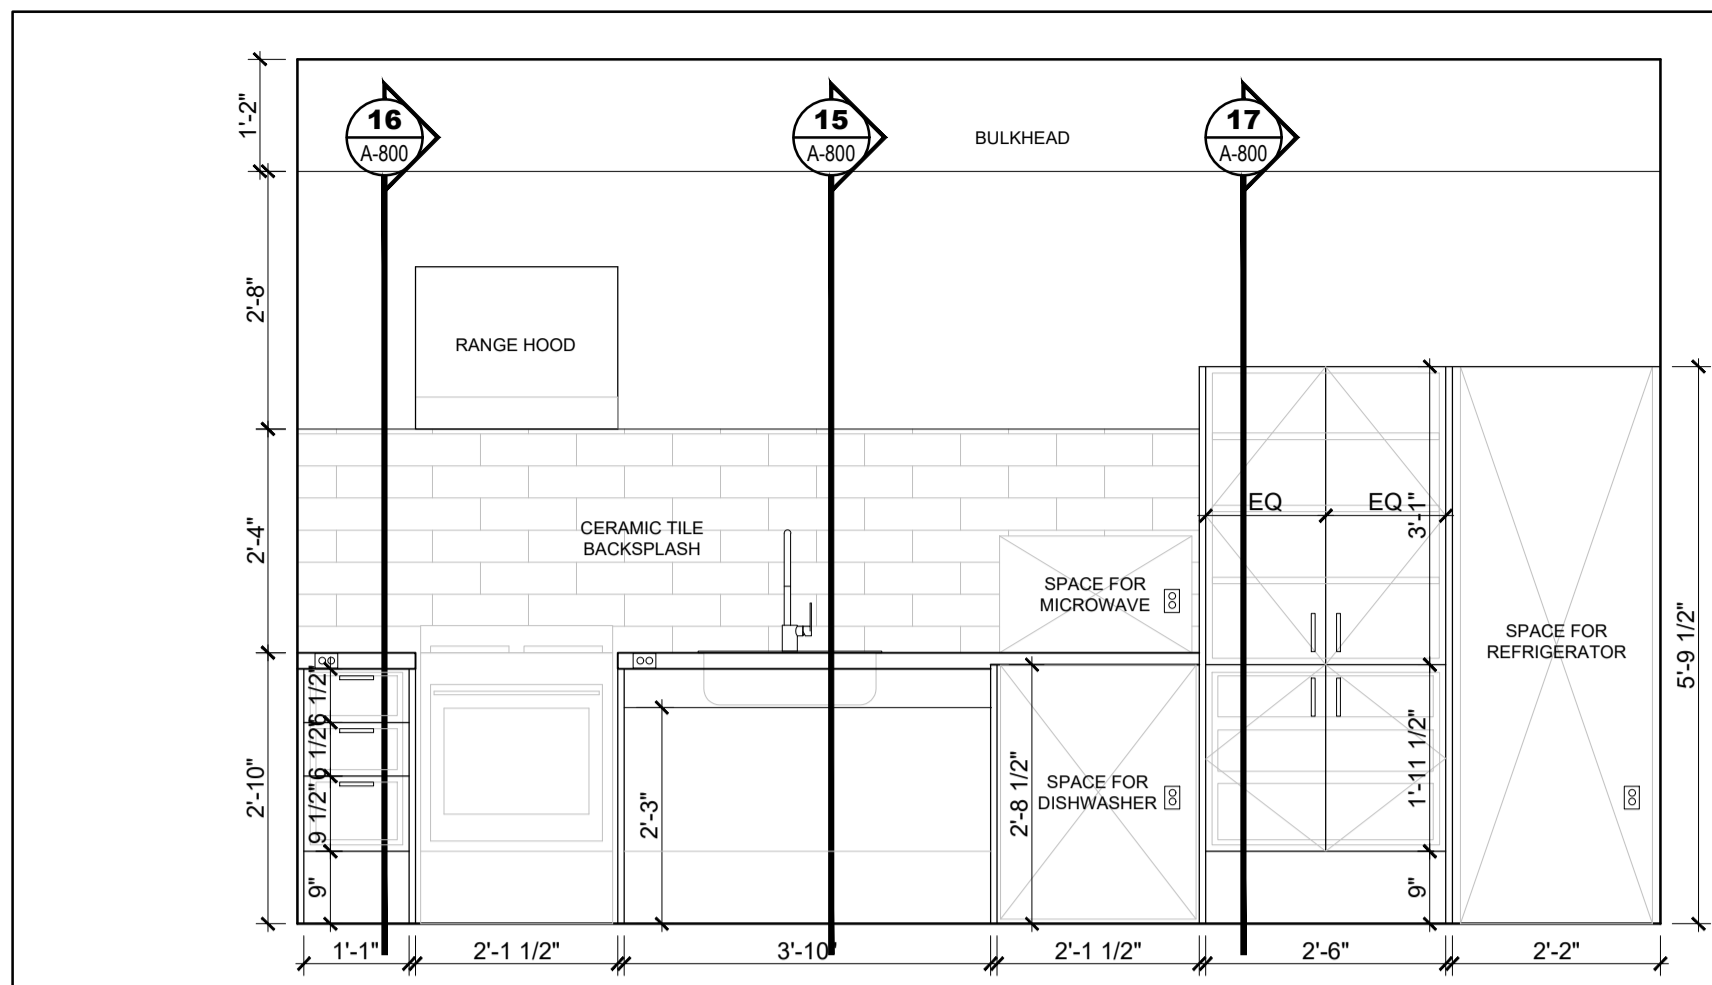 1'-2"
16
A-800
15
A-800
BULKHEAD
17
A-800
2'-8"
RANGE HOOD
2'-4"
CERAMIC TILE
BACKSPLASH
EQ
EQ
3'-1"
SPACE FOR
MICROWAVE
SPACE FOR
REFRIGERATOR
5'-9 1/2"
2'-10"
6 1/2"
6 1/2"
9 1/2"
9"
2'-3"
2'-8 1/2"
SPACE FOR
DISHWASHER
1'-11 1/2"
9"
1'-1"
2'-1 1/2"
3'-10"
2'-1 1/2"
2'-6"
2'-2"